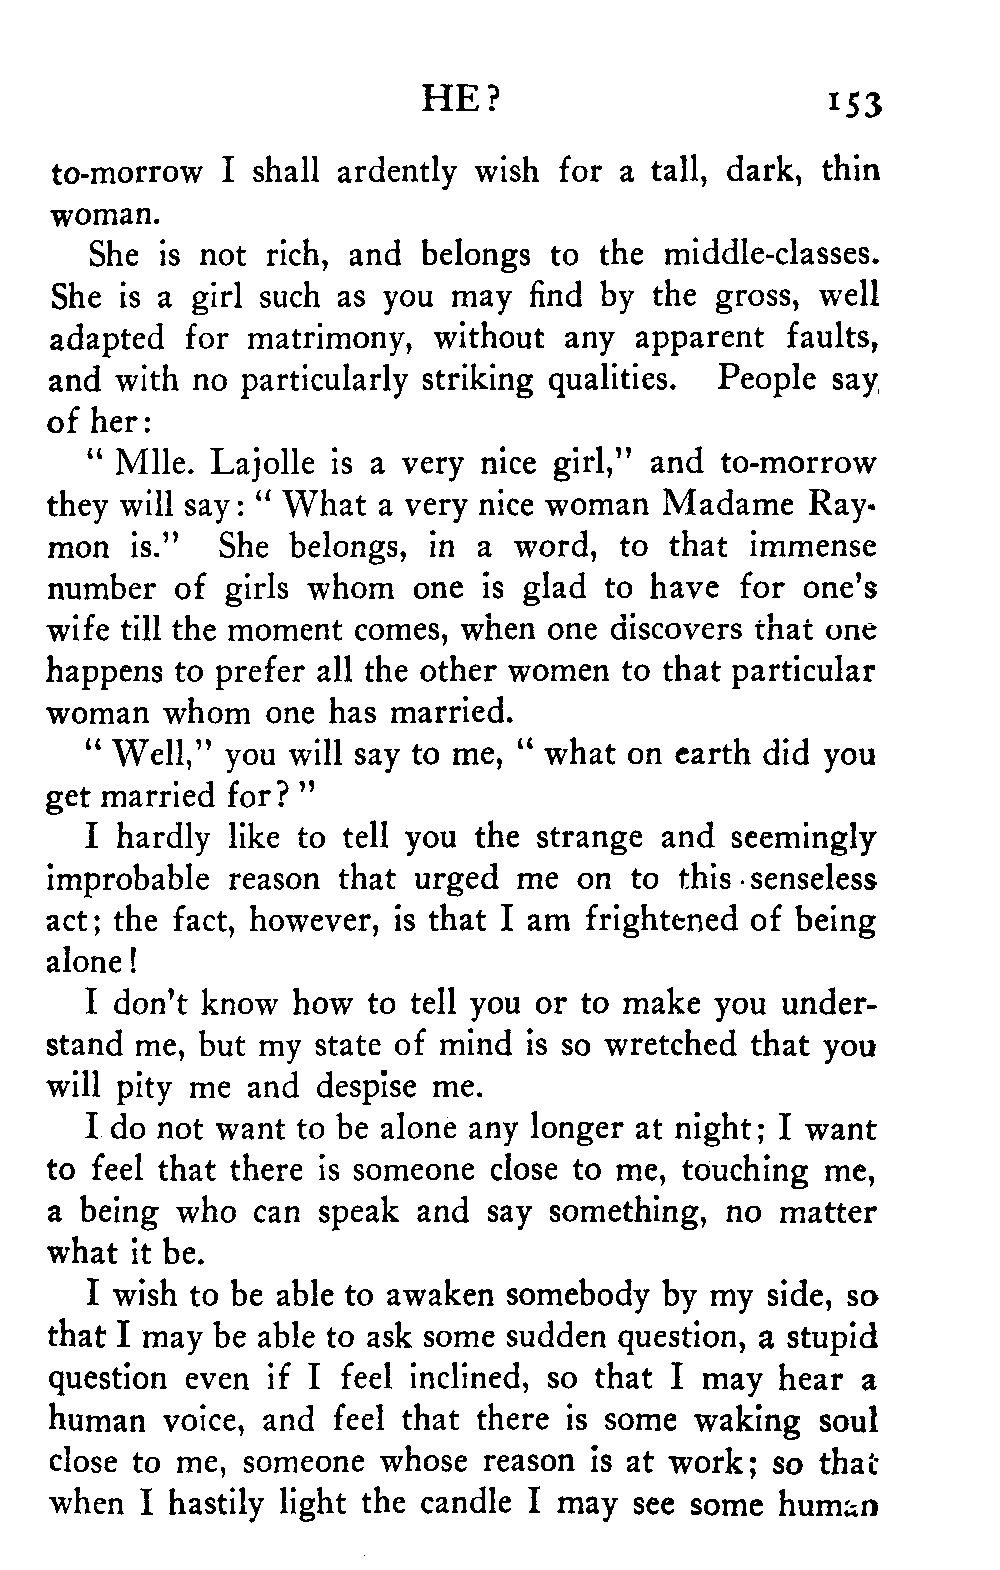 HE? 153
to-morrow I shall ardently wish for a tall, dark, thin
woman.
She is not rich, and belongs to the middle-classes.
She is a girl such as you may find by the gross, well
adapted for matrimony, without any apparent faults,
and with no particularly striking qualities. People say
of her:
" Mlle. Lajolle is a very nice girl," and to-morrow
they will say: " What a very nice woman Madame Ray-
mon is." She belongs, in a word, to that immense
number of girls whom one is glad to have for one's
wife till the moment comes, when one discovers that one
happens to prefer all the other women to that particular
woman whom one has married.
" Well," you will say to me, " what on earth did you
get married for? "
I hardly like to tell you the strange and seemingly
improbable reason that urged me on to this senseless
act; the fact, however, is that I am frightened of being
alone!
I don't know how to tell you or to make you under-
stand me, but my state of mind is so wretched that you
will pity me and despise me.
I do not want to be alone any longer at night; I want
to feel that there is someone close to me, touching me,
a being who can speak and say something, no matter
what it be.
I wish to be able to awaken somebody by my side, so
that I may be able to ask some sudden question, a stupid
question even if I feel inclined, so that I may hear a
human voice, and feel that there is some waking soul
close to me, someone whose reason is at work; so that
when I hastily light the candle I may see some human